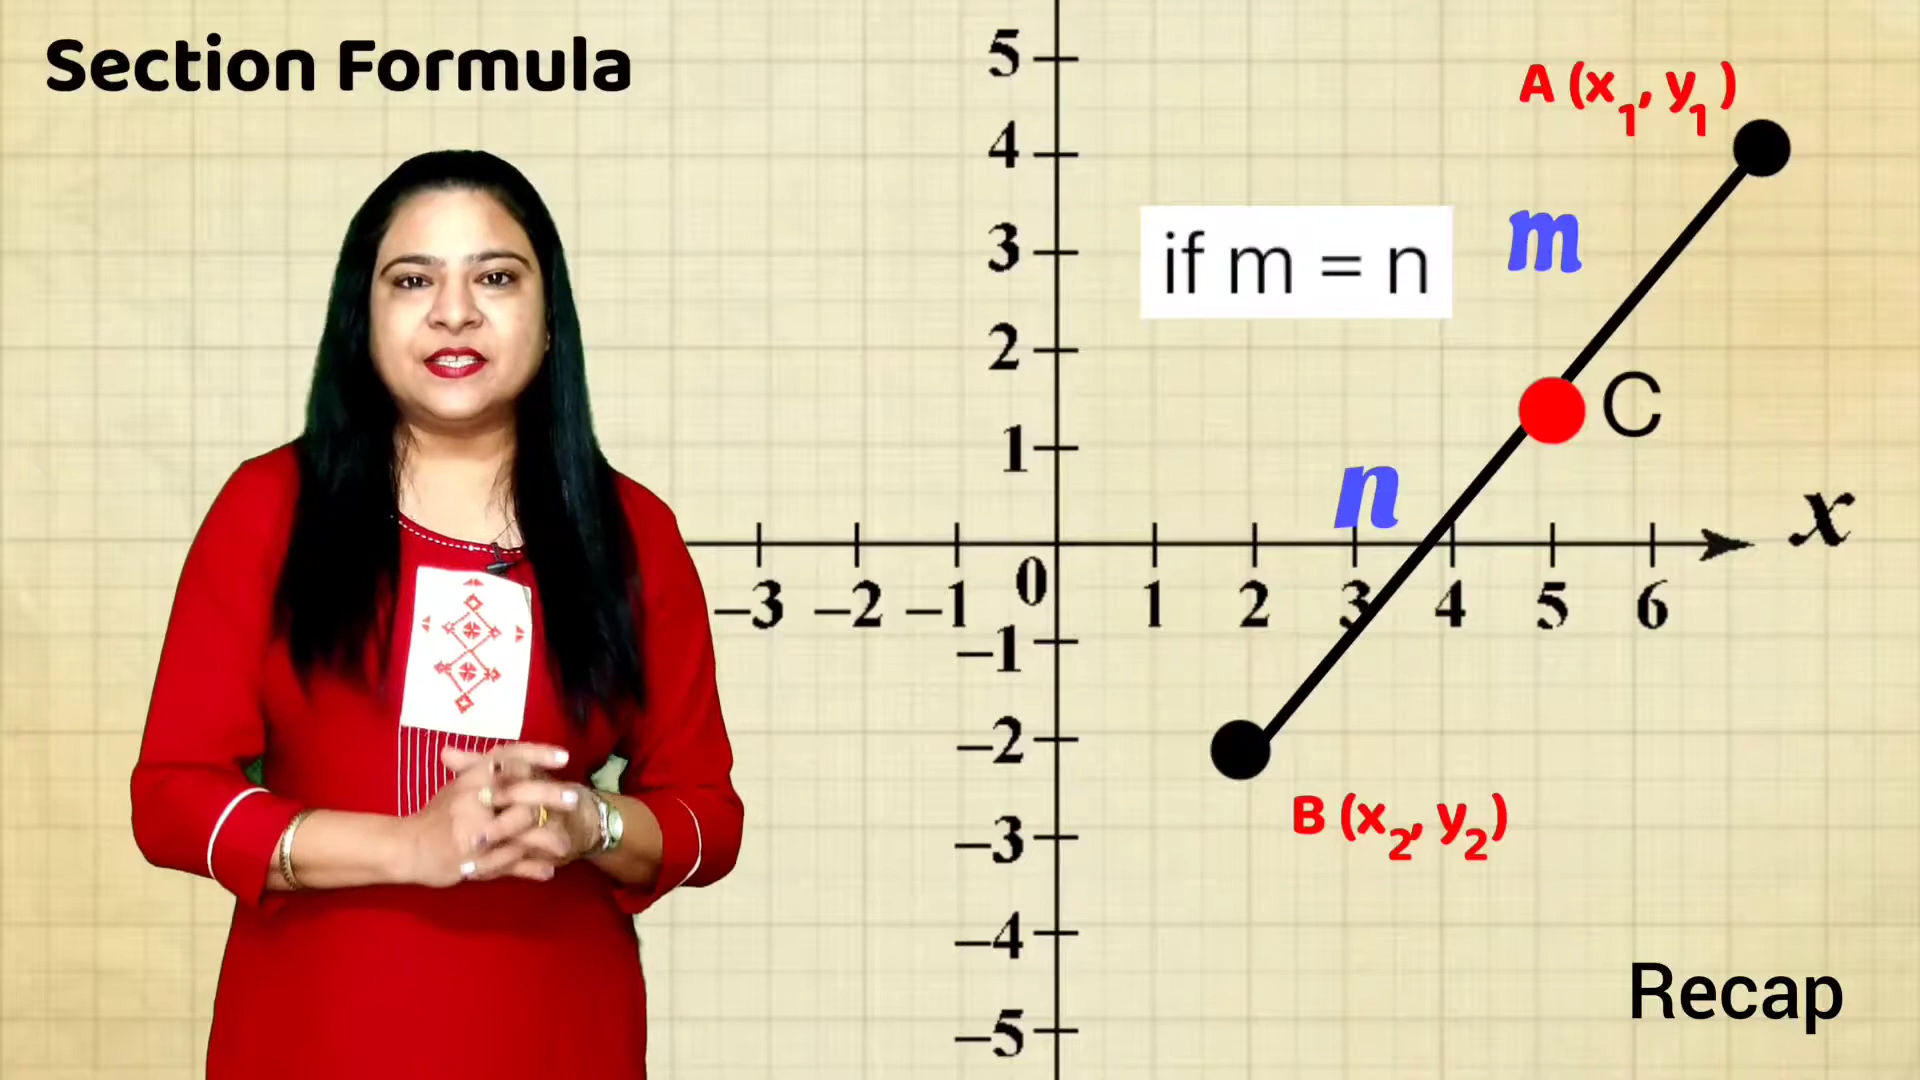 Section Formula
5
4
3
2
1
0
–1
–2
–3
–4
–5
–3 –2 –1 1 2 3 4 5 6
x
A (x₁, y₁)
if m = n
m
C
n
B (x₂, y₂)
Recap